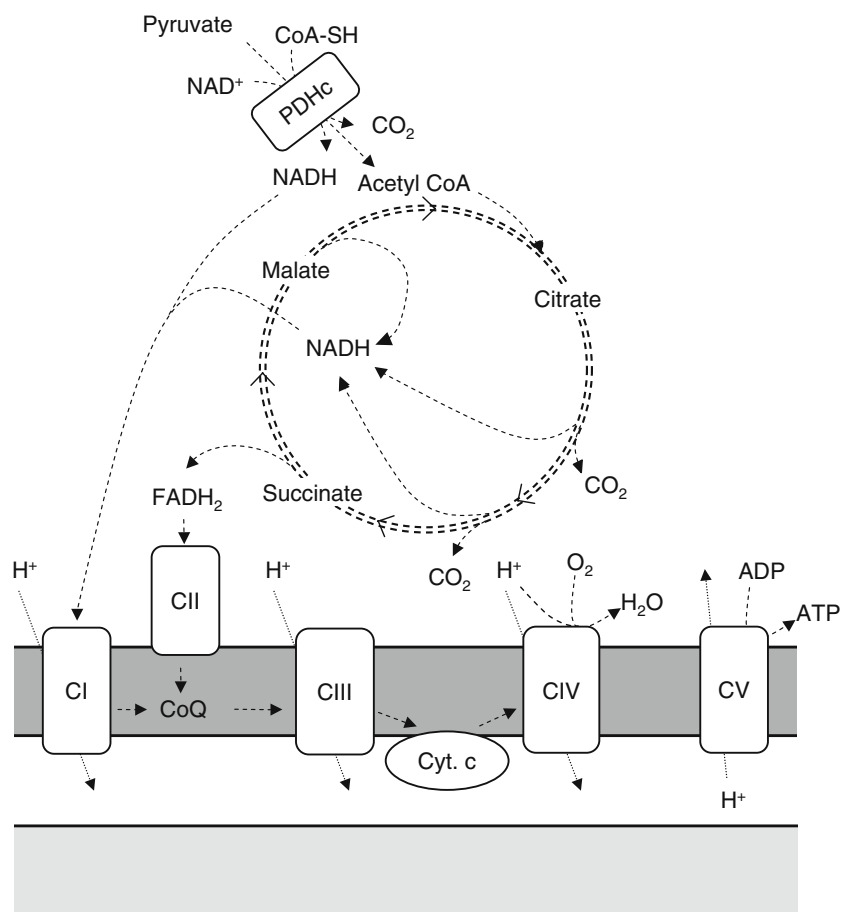 Pyruvate
CoA-SH
NAD⁺
PDHc
CO₂
NADH
Acetyl CoA
Malate
Citrate
NADH
CO₂
Succinate
FADH₂
CO₂
H⁺
H⁺
H⁺
O₂
H₂O
ADP
ATP
CII
CI
CoQ
CIII
CIV
CV
Cyt. c
H⁺